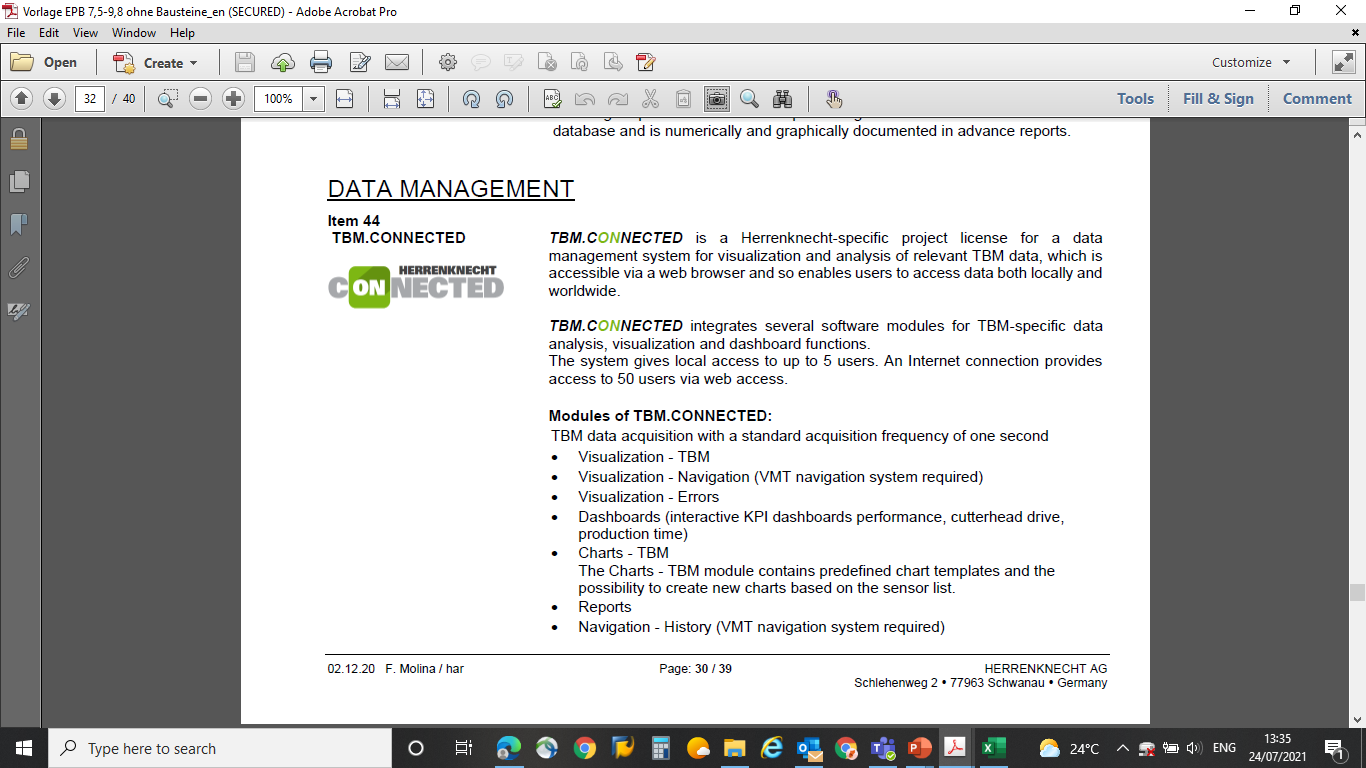 Vorlage EPB 7,5-9,8 ohne Bausteine_en (SECURED) - Adobe Acrobat Pro
File Edit View Window Help
Open Create Customize
32 / 40 100% Tools Fill & Sign Comment
database and is numerically and graphically documented in advance reports.
DATA MANAGEMENT
Item 44
TBM.CONNECTED
HERRENKNECHT
CONNECTED
TBM.CONNECTED is a Herrenknecht-specific project license for a data
management system for visualization and analysis of relevant TBM data, which is
accessible via a web browser and so enables users to access data both locally and
worldwide.
TBM.CONNECTED integrates several software modules for TBM-specific data
analysis, visualization and dashboard functions.
The system gives local access to up to 5 users. An Internet connection provides
access to 50 users via web access.
Modules of TBM.CONNECTED:
TBM data acquisition with a standard acquisition frequency of one second
• Visualization - TBM
• Visualization - Navigation (VMT navigation system required)
• Visualization - Errors
• Dashboards (interactive KPI dashboards performance, cutterhead drive,
production time)
• Charts - TBM
The Charts - TBM module contains predefined chart templates and the
possibility to create new charts based on the sensor list.
• Reports
• Navigation - History (VMT navigation system required)
02.12.20 F. Molina / har Page: 30 / 39 HERRENKNECHT AG
Schlehenweg 2 • 77963 Schwanau • Germany
Type here to search 24°C ENG 13:35
24/07/2021